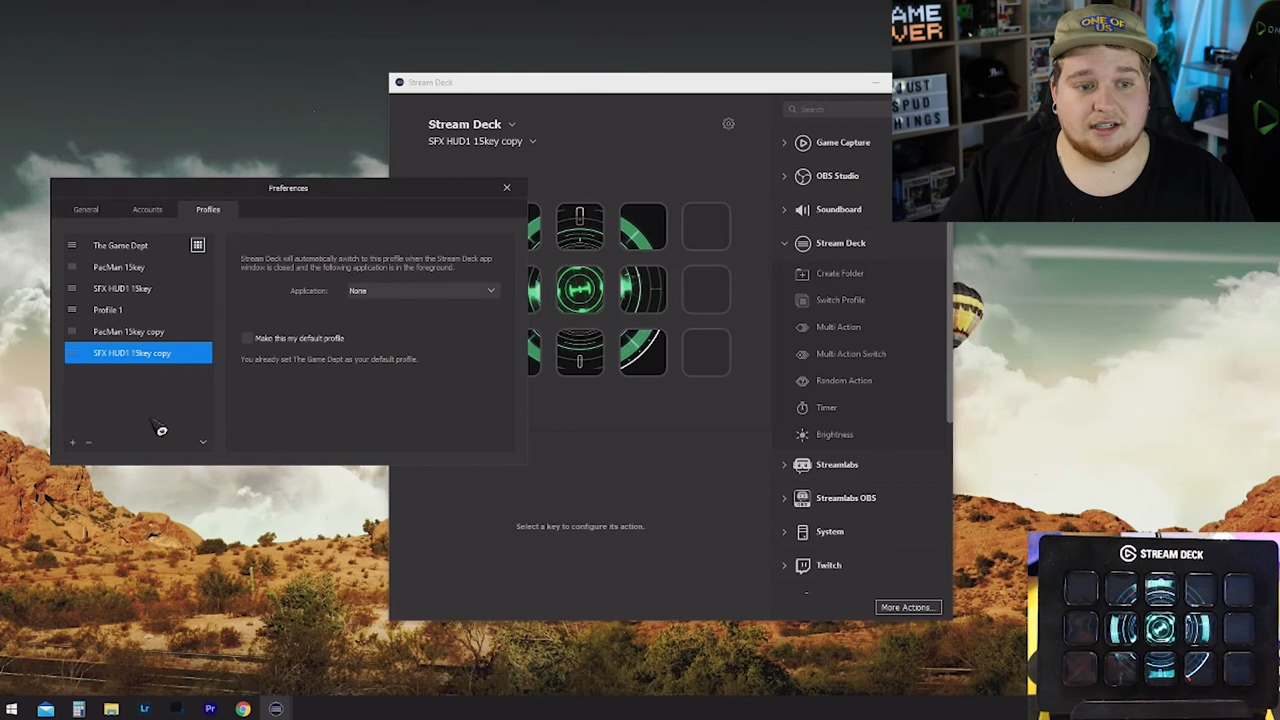 GAME
OVER
JUST
SPUD
THINGS
ONE OF
US
Stream Deck
Stream Deck
SFX HUD1 15key copy
Search
Game Capture
OBS Studio
Soundboard
Stream Deck
Create Folder
Switch Profile
Multi Action
Multi Action Switch
Random Action
Timer
Brightness
Streamlabs
Streamlabs OBS
System
Twitch
More Actions...
Select a key to configure its action.
Preferences
General
Accounts
Profiles
The Game Dept
PacMan 15key
SFX HUD1 15key
Profile 1
PacMan 15key copy
SFX HUD1 15key copy
Stream Deck will automatically switch to this profile when the Stream Deck app
window is closed and the following application is in the foreground.
Application:
None
Make this my default profile
You already set The Game Dept as your default profile.
STREAM DECK
Lr
Pr